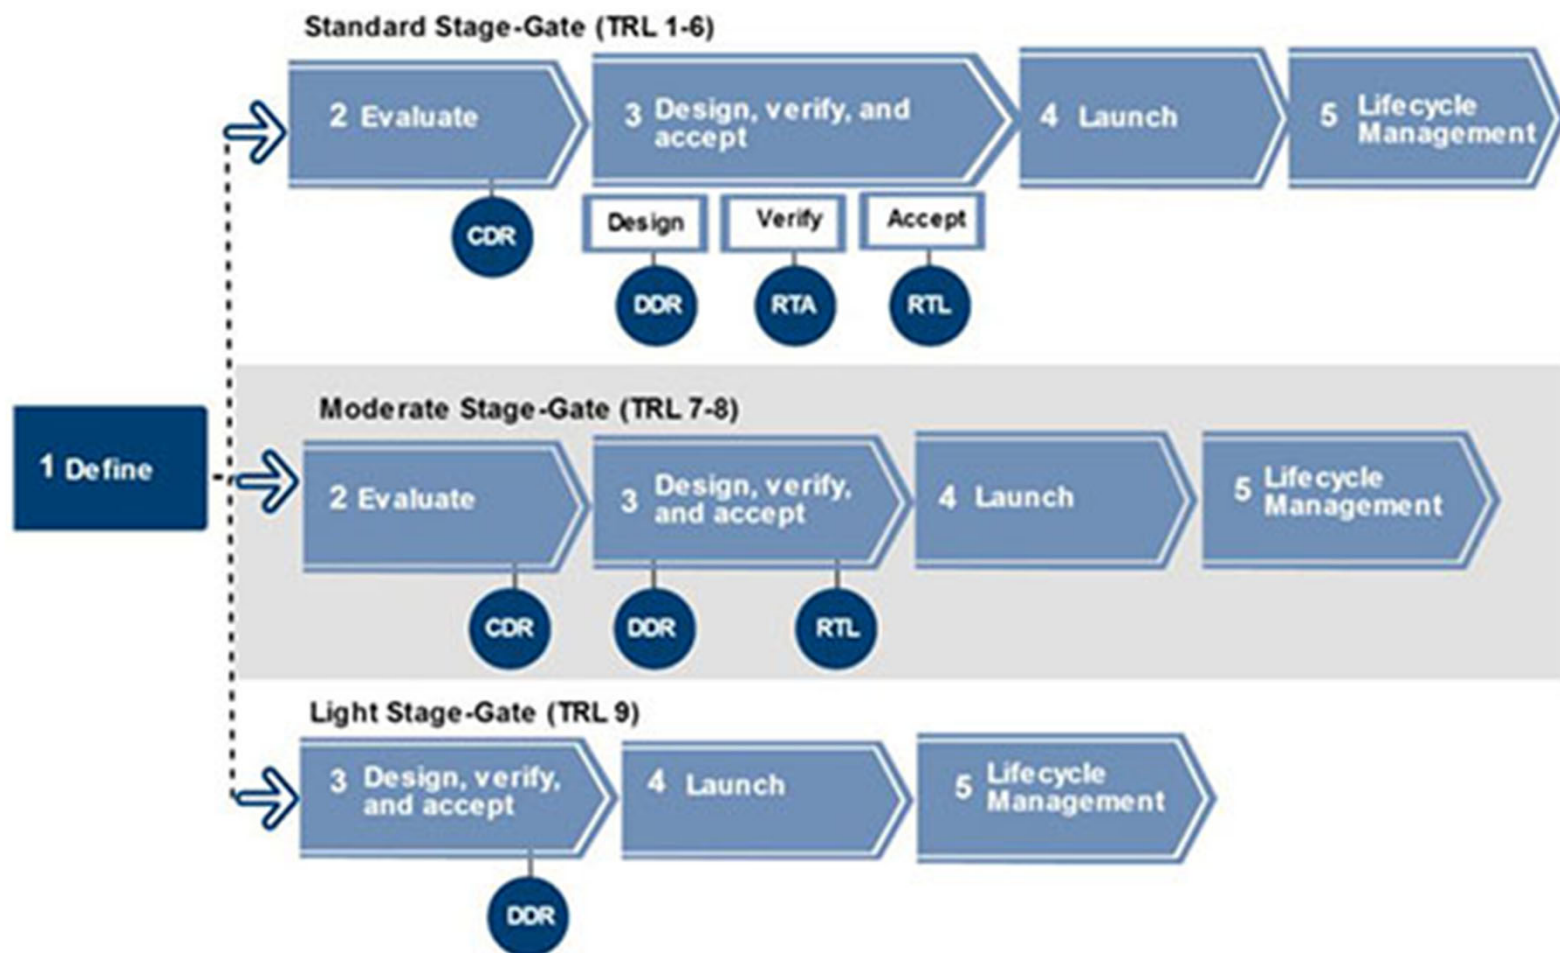 Standard Stage-Gate (TRL 1-6)
2 Evaluate
3 Design, verify, and
accept
4 Launch
5 Lifecycle
Management
CDR
Design
Verify
Accept
DDR
RTA
RTL
1 Define
Moderate Stage-Gate (TRL 7-8)
2 Evaluate
3 Design, verify,
and accept
4 Launch
5 Lifecycle
Management
CDR
DDR
RTL
Light Stage-Gate (TRL 9)
3 Design, verify,
and accept
4 Launch
5 Lifecycle
Management
DDR